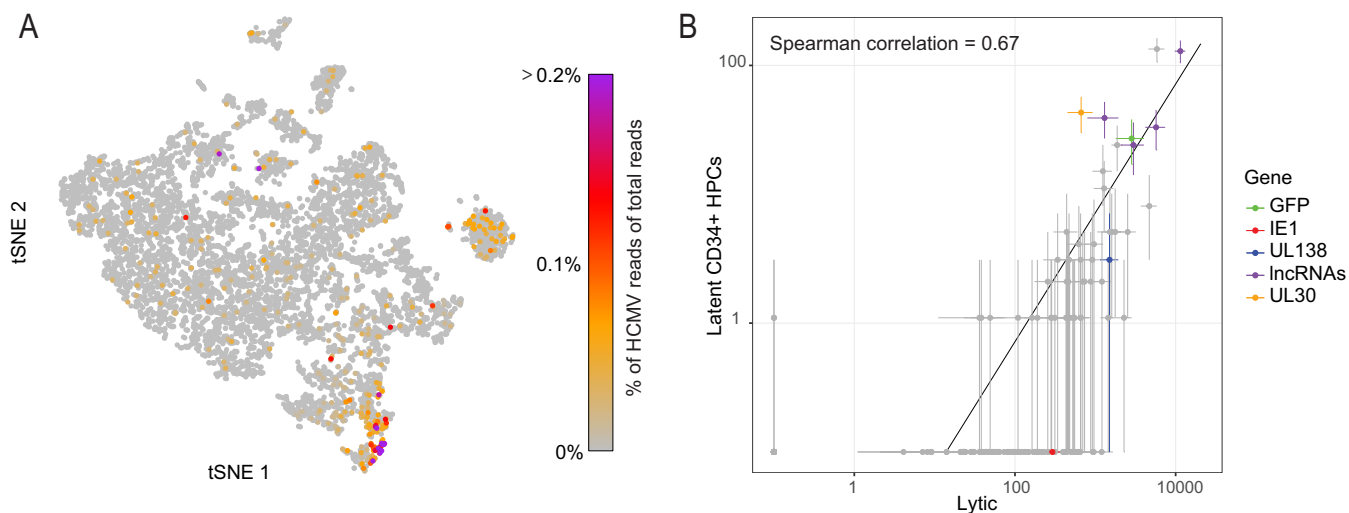 A
tSNE 2
tSNE 1
>0.2%
0.1%
0%
% of HCMV reads of total reads
B
Spearman correlation = 0.67
Latent CD34+ HPCs
100
1
1
100
10000
Lytic
Gene
GFP
IE1
UL138
lncRNAs
UL30